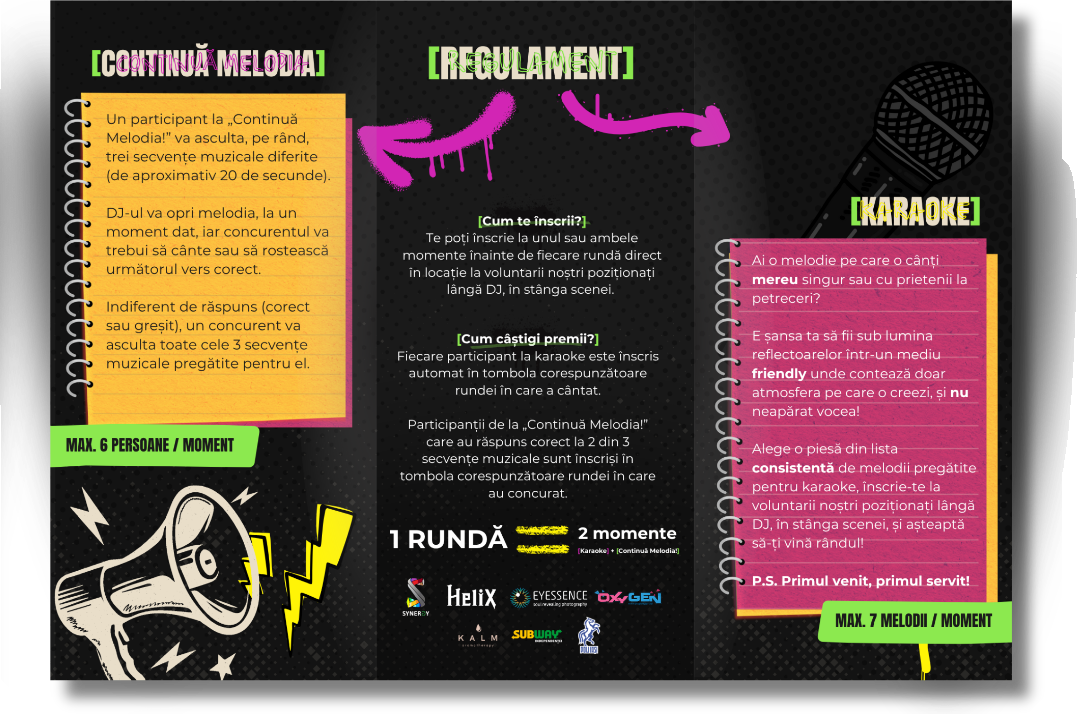 [CONTINUĂ MELODIA]
Un participant la „Continuă
Melodia!” va asculta, pe rând,
trei secvențe muzicale diferite
(de aproximativ 20 de secunde).
DJ-ul va opri melodia, la un
moment dat, iar concurentul va
trebui să cânte sau să rostească
următorul vers corect.
Indiferent de răspuns (corect
sau greșit), un concurent va
asculta toate cele 3 secvențe
muzicale pregătite pentru el.
MAX. 6 PERSOANE / MOMENT
[REGULAMENT]
[Cum te înscrii?]
Te poți înscrie la unul sau ambele
momente înainte de fiecare rundă direct
în locație la voluntarii noștri poziționați
lângă DJ, în stânga scenei.
[Cum câștigi premii?]
Fiecare participant la karaoke este înscris
automat în tombola corespunzătoare
rundei în care a cântat.
Participanții de la „Continuă Melodia!”
care au răspuns corect la 2 din 3
secvențe muzicale sunt înscriși în
tombola corespunzătoare rundei în care
au concurat.
1 RUNDĂ
2 momente
[Karaoke] + [Continuă Melodia!]
SYNERGY
HeliX
EYESSENCE
soul revealing photography
OXYGEN
KALM
SUBWAY
INDEPENDENȚEI
[KARAOKE]
Ai o melodie pe care o cânți
mereu singur sau cu prietenii la
petreceri?
E șansa ta să fii sub lumina
reflectoarelor într-un mediu
friendly unde contează doar
atmosfera pe care o creezi, și nu
neapărat vocea!
Alege o piesă din lista
consistentă de melodii pregătite
pentru karaoke, înscrie-te la
voluntarii noștri poziționați lângă
DJ, în stânga scenei, și așteaptă
să-ți vină rândul!
P.S. Primul venit, primul servit!
MAX. 7 MELODII / MOMENT